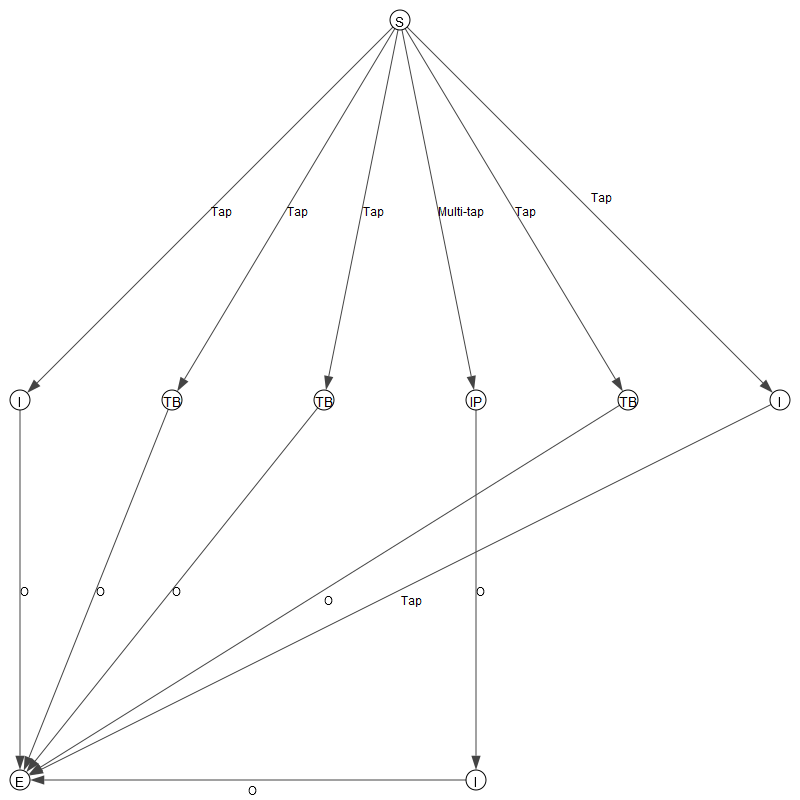 S
Tap
Tap Tap Tap Multi-tap Tap
I TB TB IP TB I
O O O O
O Tap
E I
O